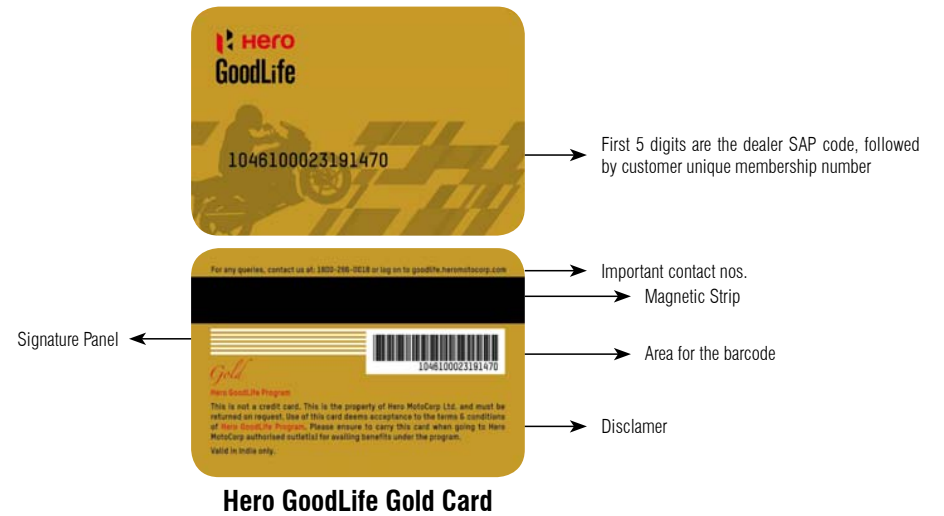 Hero
GoodLife
1046100023191470
First 5 digits are the dealer SAP code, followed
by customer unique membership number
For any queries, contact us at: 1800-266-0018 or log on to goodlife.heromotocorp.com
Important contact nos.
Magnetic Strip
Signature Panel
1046100023191470
Area for the barcode
Gold
Hero GoodLife Program
This is not a credit card. This is the property of Hero MotoCorp Ltd. and must be
returned on request. Use of this card deems acceptance to the terms & conditions
of Hero GoodLife Program. Please ensure to carry this card when going to Hero
MotoCorp authorised outlet(s) for availing benefits under the program.
Valid in India only.
Disclamer
Hero GoodLife Gold Card